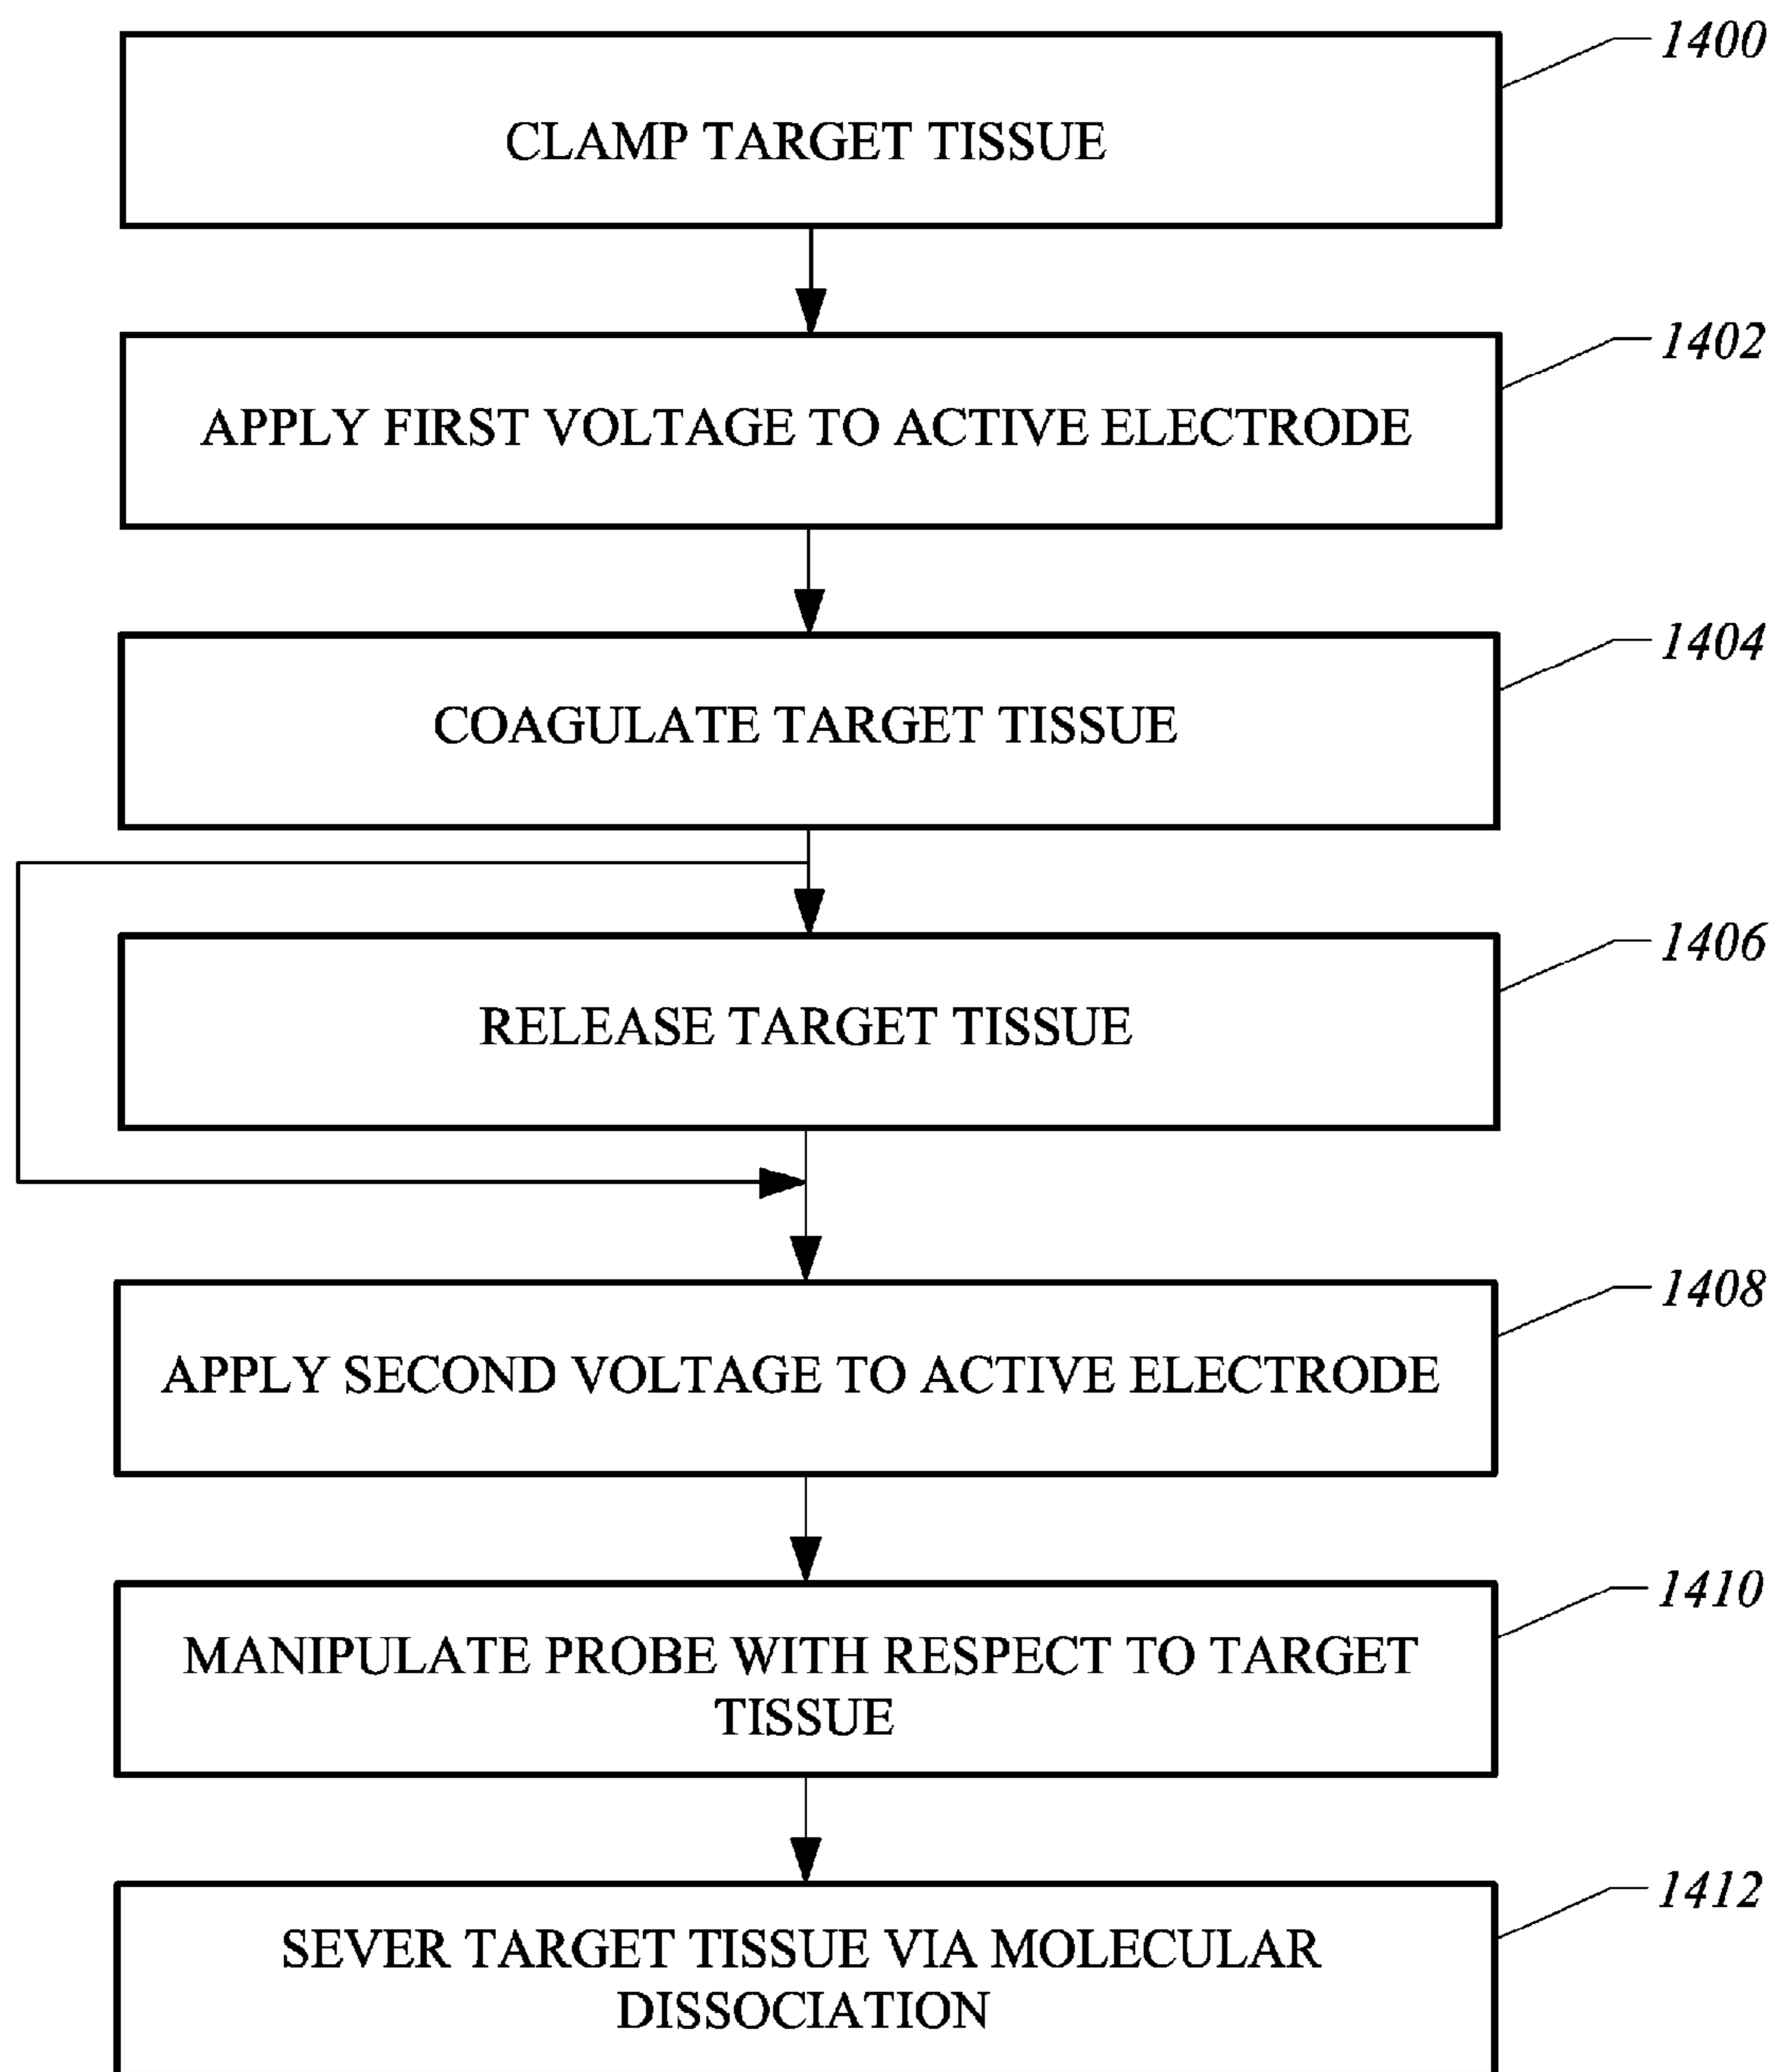 1400
CLAMP TARGET TISSUE
1402
APPLY FIRST VOLTAGE TO ACTIVE ELECTRODE
1404
COAGULATE TARGET TISSUE
1406
RELEASE TARGET TISSUE
1408
APPLY SECOND VOLTAGE TO ACTIVE ELECTRODE
1410
MANIPULATE PROBE WITH RESPECT TO TARGET
TISSUE
1412
SEVER TARGET TISSUE VIA MOLECULAR
DISSOCIATION